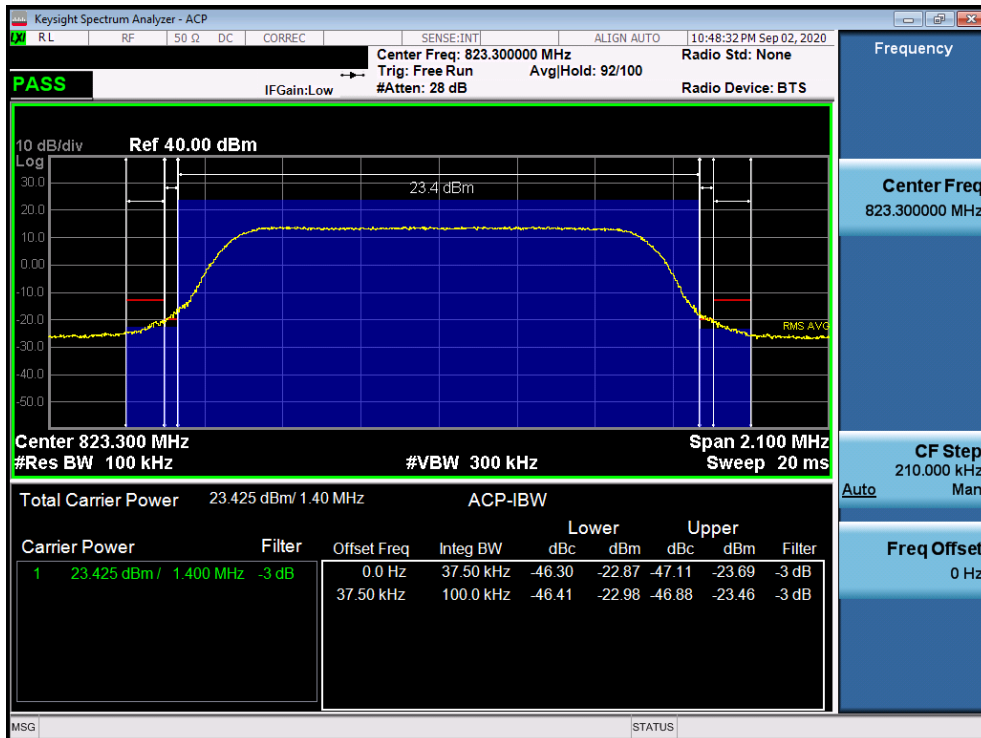 Keysight Spectrum Analyzer - ACP
LXI RL RF 50 Ω DC CORREC SENSE:INT ALIGN AUTO 10:48:32 PM Sep 02, 2020
Center Freq: 823.300000 MHz Radio Std: None
Trig: Free Run Avg|Hold: 92/100
PASS IFGain:Low #Atten: 28 dB Radio Device: BTS
Frequency
10 dB/div Ref 40.00 dBm
Log
30.0
23.4 dBm
20.0
10.0
0.00
-10.0
-20.0
RMS AVG
-30.0
-40.0
-50.0
Center 823.300 MHz Span 2.100 MHz
#Res BW 100 kHz #VBW 300 kHz Sweep 20 ms
Center Freq
823.300000 MHz
CF Step
210.000 kHz
Auto Man
Freq Offset
0 Hz
Total Carrier Power 23.425 dBm/ 1.40 MHz ACP-IBW
Lower Upper
Carrier Power Filter Offset Freq Integ BW dBc dBm dBc dBm Filter
1 23.425 dBm / 1.400 MHz -3 dB 0.0 Hz 37.50 kHz -46.30 -22.87 -47.11 -23.69 -3 dB
37.50 kHz 100.0 kHz -46.41 -22.98 -46.88 -23.46 -3 dB
MSG STATUS